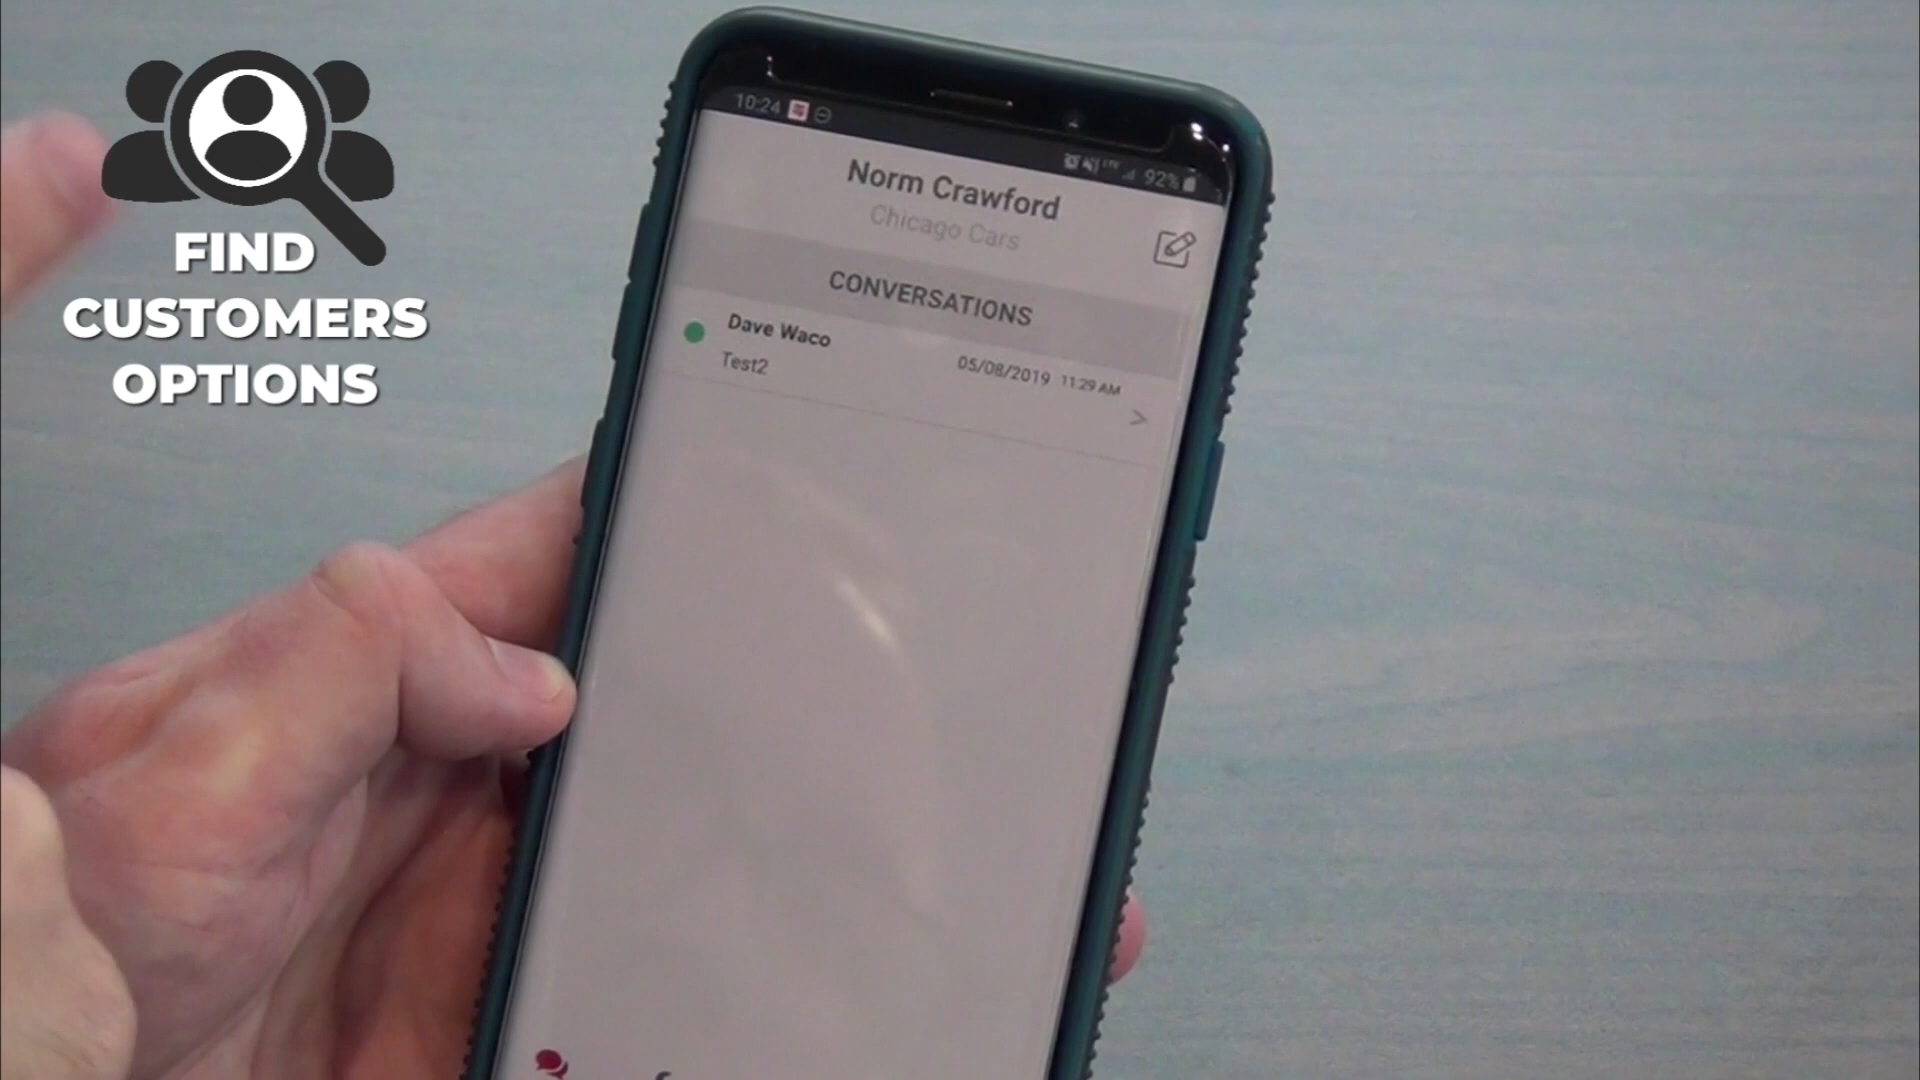 FIND
CUSTOMERS
OPTIONS
10:24
92%
Norm Crawford
Chicago Cars
CONVERSATIONS
Dave Waco
05/08/2019 11:29 AM
Test2
>